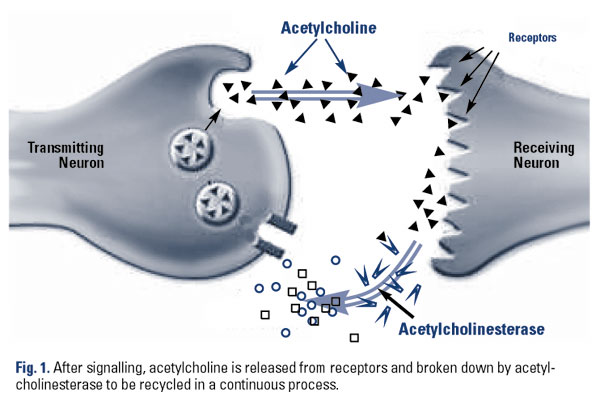 Acetylcholine
Receptors
Transmitting
Neuron
Receiving
Neuron
Acetylcholinesterase
Fig. 1. After signalling, acetylcholine is released from receptors and broken down by acetyl-
cholinesterase to be recycled in a continuous process.